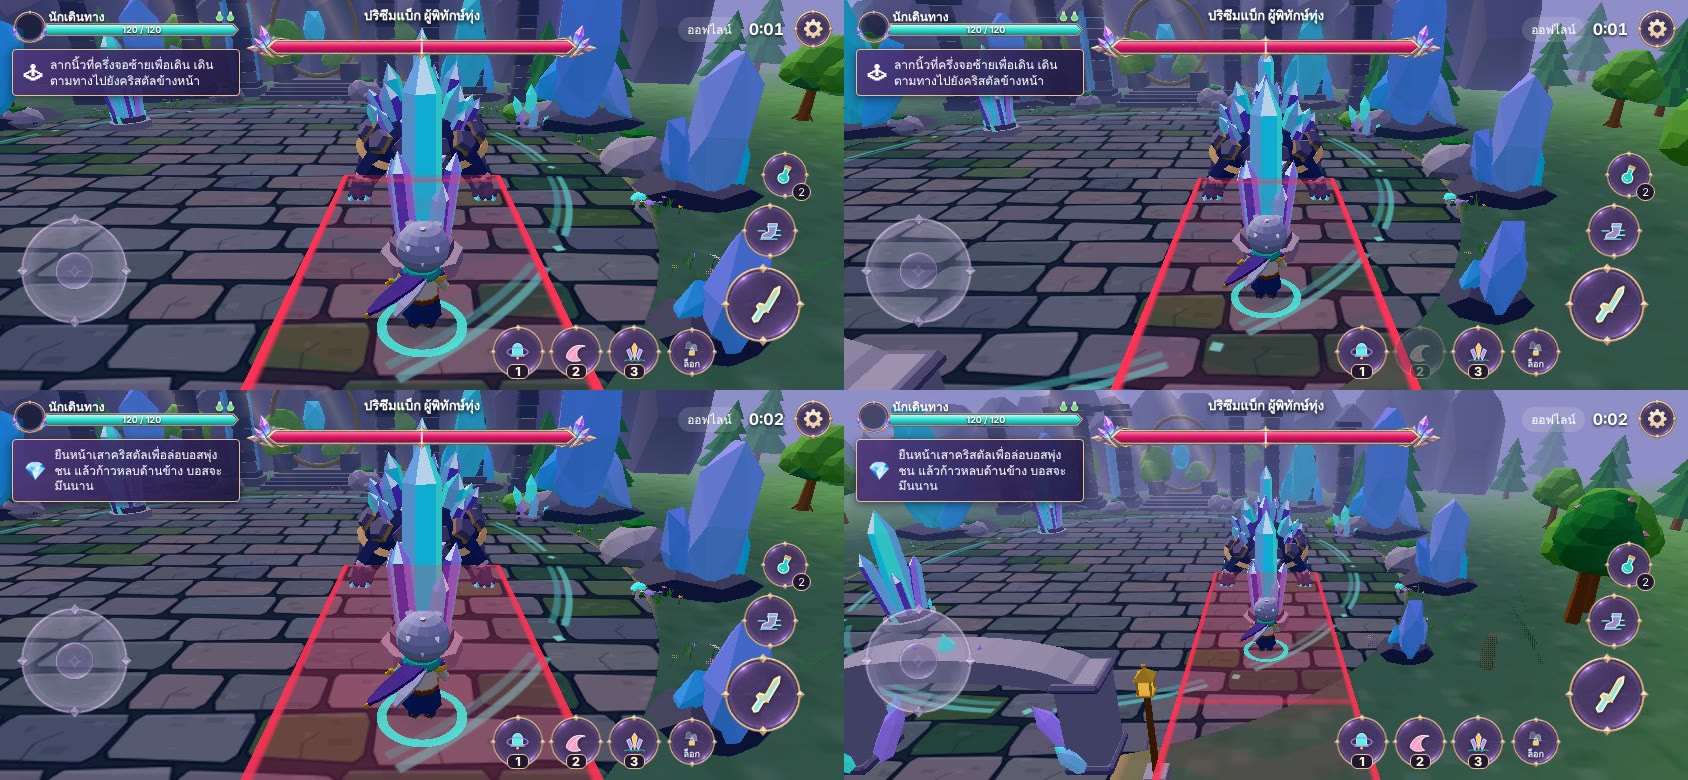 นักเดินทาง
120 / 120
ปริซึมแบ็ก ผู้พิทักษ์ทุ่ง
ออฟไลน์ 0:01
ลากนิ้วที่ครึ่งจอซ้ายเพื่อเดิน เดิน
ตามทางไปยังคริสตัลข้างหน้า
2
1
2
3
ล็อก
นักเดินทาง
120 / 120
ปริซึมแบ็ก ผู้พิทักษ์ทุ่ง
ออฟไลน์ 0:01
ลากนิ้วที่ครึ่งจอซ้ายเพื่อเดิน เดิน
ตามทางไปยังคริสตัลข้างหน้า
2
1
2
3
ล็อก
นักเดินทาง
120 / 120
ปริซึมแบ็ก ผู้พิทักษ์ทุ่ง
ออฟไลน์ 0:02
ยืนหน้าเสาคริสตัลเพื่อล่อบอสพุ่ง
ชน แล้วก้าวหลบด้านข้าง บอสจะ
มึนนาน
2
1
2
3
ล็อก
นักเดินทาง
120 / 120
ปริซึมแบ็ก ผู้พิทักษ์ทุ่ง
ออฟไลน์ 0:02
ยืนหน้าเสาคริสตัลเพื่อล่อบอสพุ่ง
ชน แล้วก้าวหลบด้านข้าง บอสจะ
มึนนาน
2
1
2
3
ล็อก